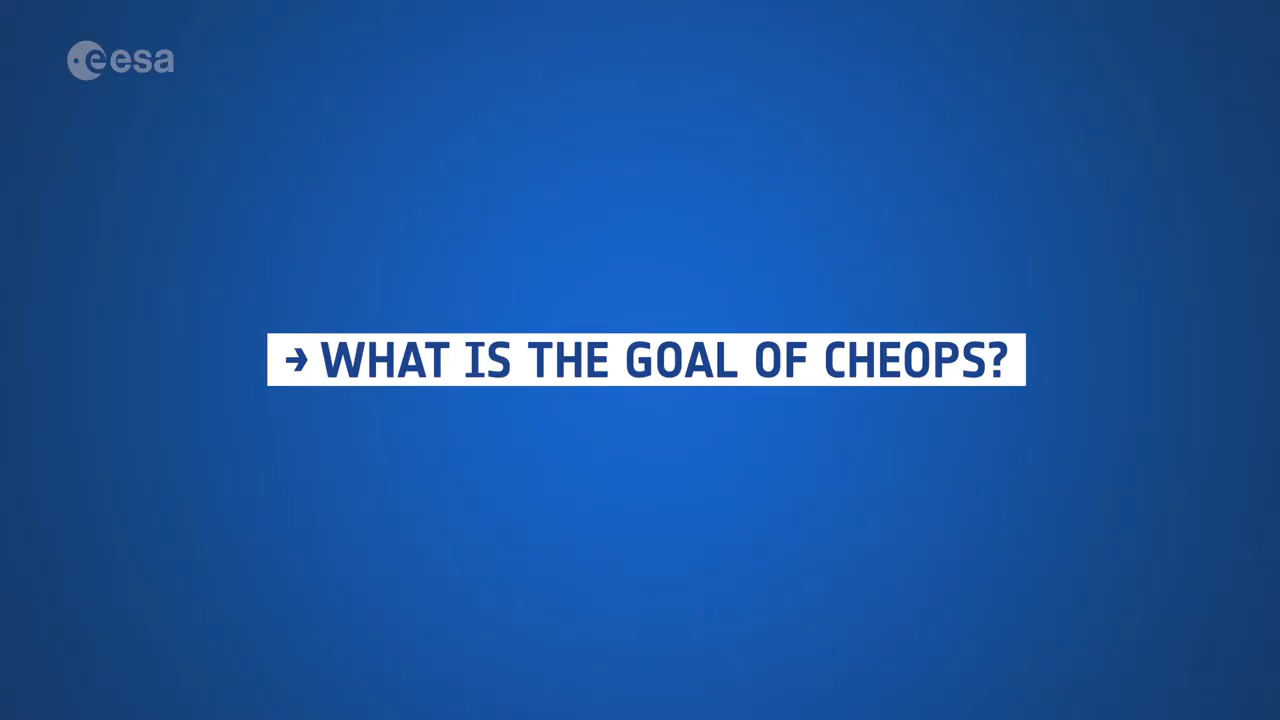 esa
→ WHAT IS THE GOAL OF CHEOPS?